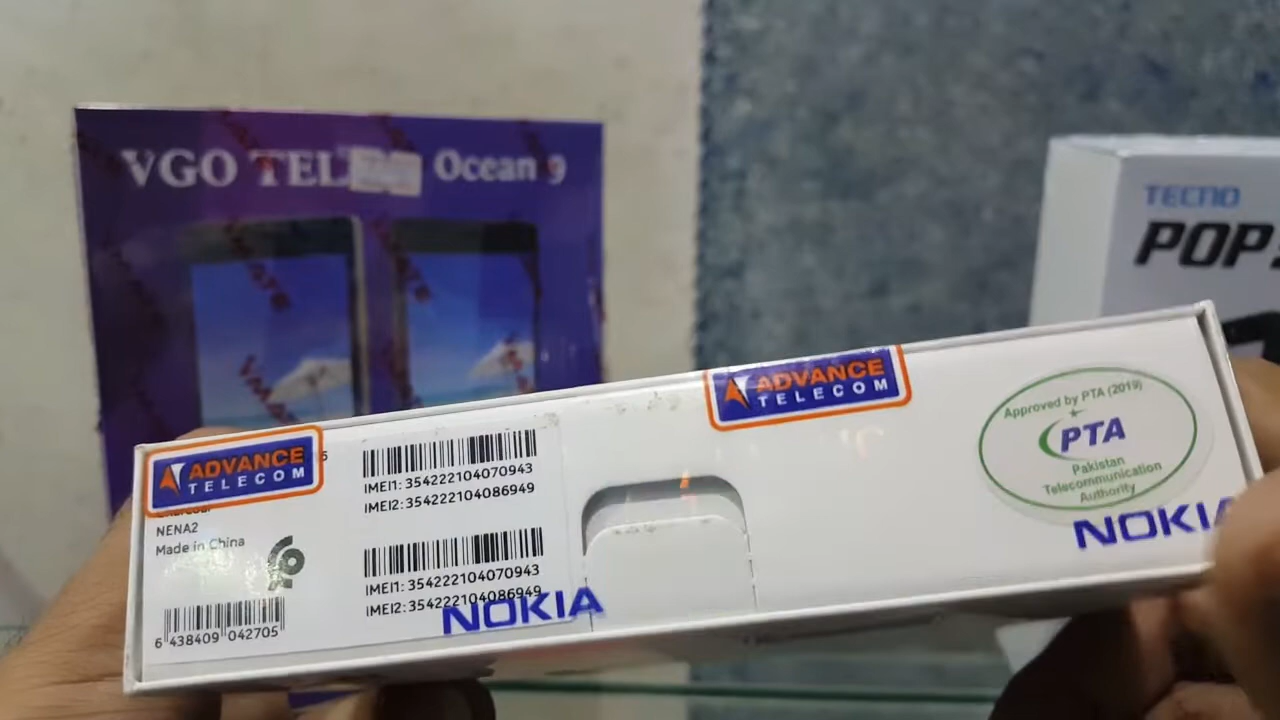 VGO TEL
Ocean 9
TECNO
POP
ADVANCE
TELECOM
NENA2
Made in China
6 438409 042705
IMEI1: 354222104070943
IMEI2: 354222104086949
IMEI1: 354222104070943
IMEI2: 354222104086949
NOKIA
ADVANCE
TELECOM
Approved by PTA (2019)
PTA
Pakistan
Telecommunication
Authority
NOKIA